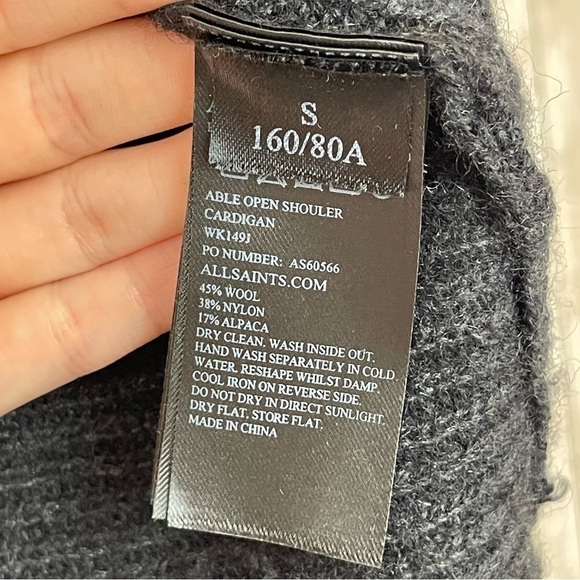 S
160/80A
ABLE OPEN SHOULER
CARDIGAN
WK149J
PO NUMBER: AS60566
ALLSAINTS.COM
45% WOOL
38% NYLON
17% ALPACA
DRY CLEAN. WASH INSIDE OUT.
HAND WASH SEPARATELY IN COLD
WATER. RESHAPE WHILST DAMP.
COOL IRON ON REVERSE SIDE.
DO NOT DRY IN DIRECT SUNLIGHT.
DRY FLAT, STORE FLAT.
MADE IN CHINA